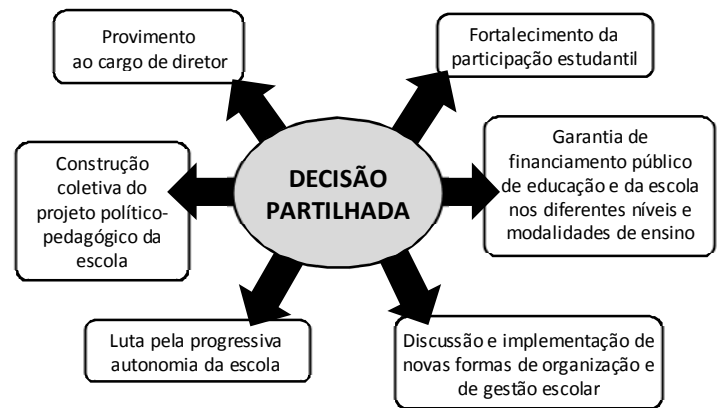 Provimento
ao cargo de diretor
Fortalecimento da
participação estudantil
Construção
coletiva do
projeto político-
pedagógico da
escola
DECISÃO
PARTILHADA
Garantia de
financiamento público
de educação e da escola
nos diferentes níveis e
modalidades de ensino
Luta pela progressiva
autonomia da escola
Discussão e implementação de
novas formas de organização e
de gestão escolar